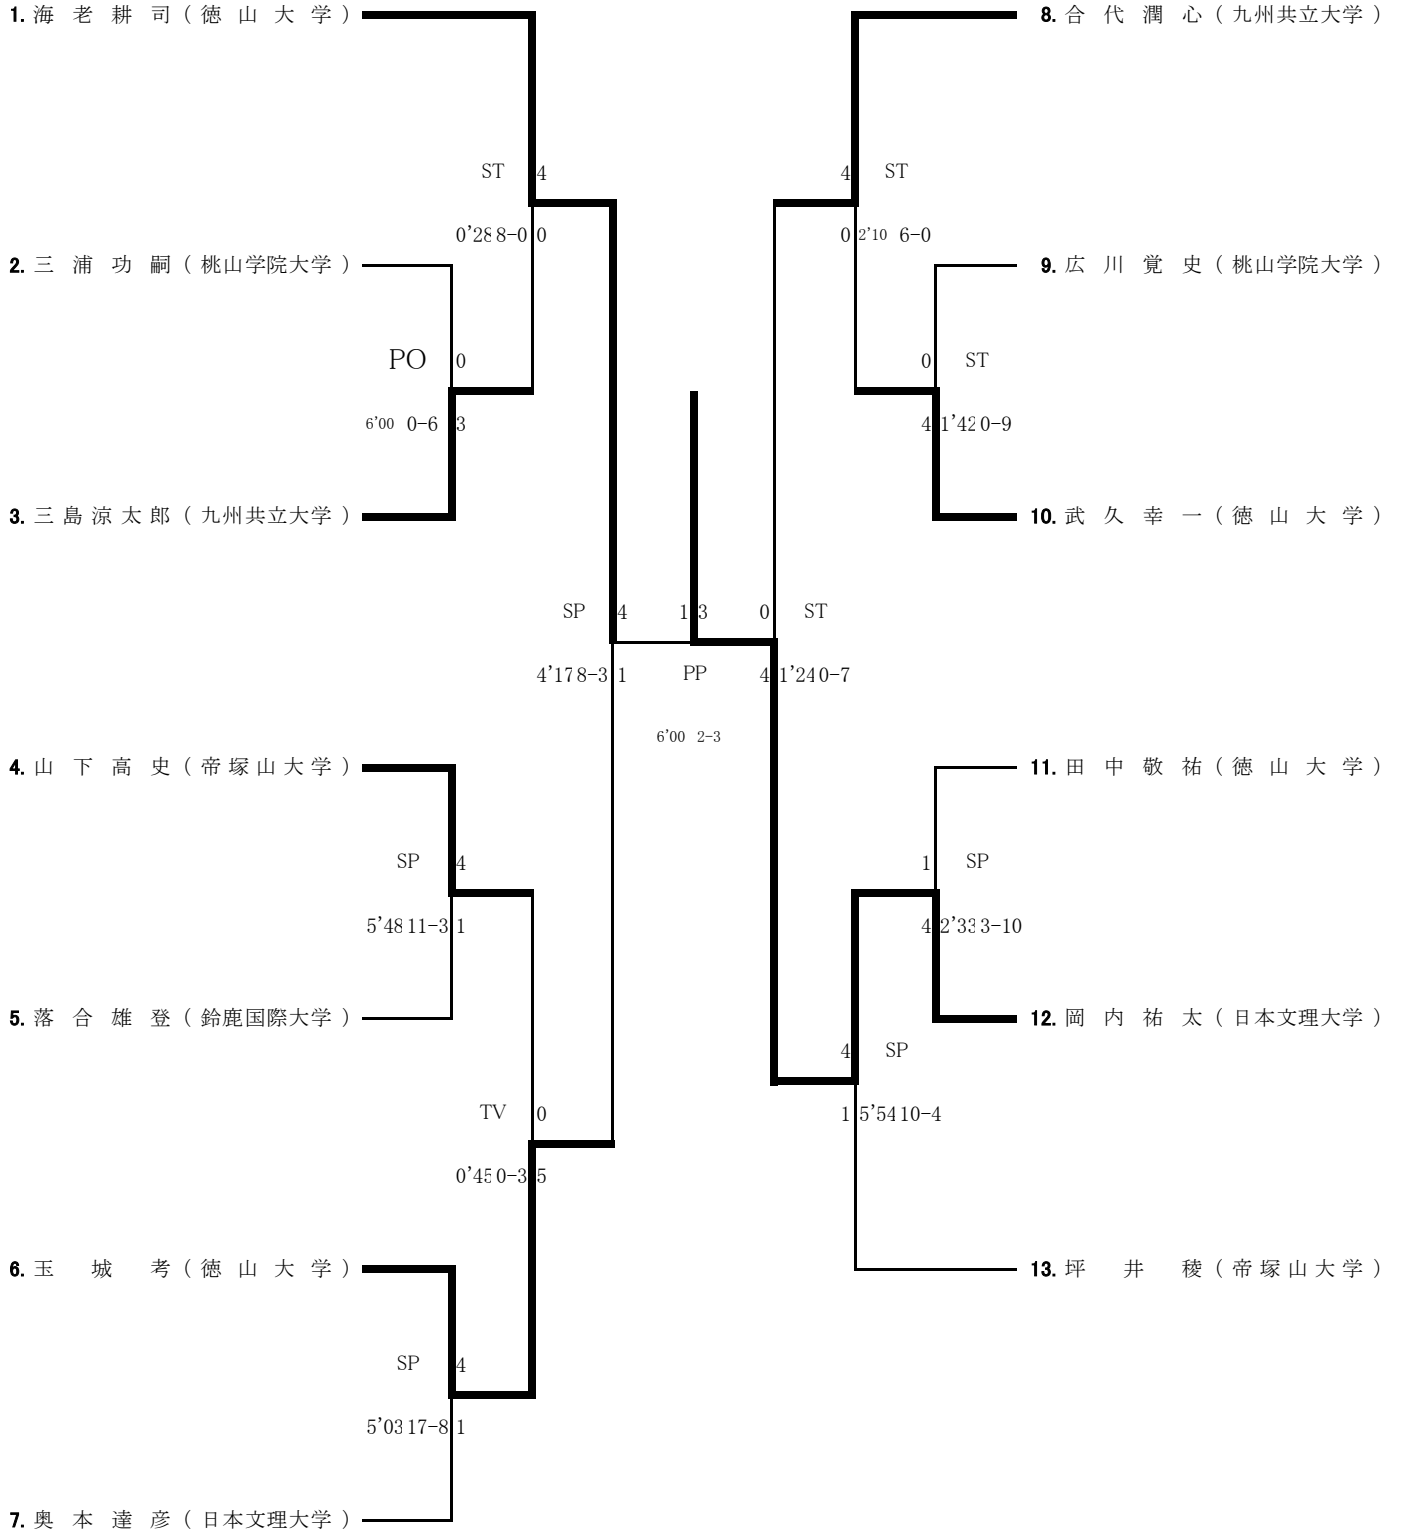 1. 海老耕司 ( 徳山大学 )
8. 合代潤心 ( 九州共立大学 )
ST 4
4 ST
0'28 8-0 0
0 2'10 6-0
2. 三浦功嗣 ( 桃山学院大学 )
9. 広川覚史 ( 桃山学院大学 )
PO 0
0 ST
6'00 0-6 3
4 1'42 0-9
3. 三島涼太郎 ( 九州共立大学 )
10. 武久幸一 ( 徳山大学 )
SP 4
1 3
0 ST
4'17 8-3 1
PP
4 1'24 0-7
6'00 2-3
4. 山下高史 ( 帝塚山大学 )
11. 田中敬祐 ( 徳山大学 )
SP 4
1 SP
5'48 11-3 1
4 2'33 3-10
5. 落合雄登 ( 鈴鹿国際大学 )
12. 岡内祐太 ( 日本文理大学 )
4 SP
TV 0
1 5'54 10-4
0'45 0-3 5
6. 玉城考 ( 徳山大学 )
13. 坪井稜 ( 帝塚山大学 )
SP 4
5'03 17-8 1
7. 奥本達彦 ( 日本文理大学 )